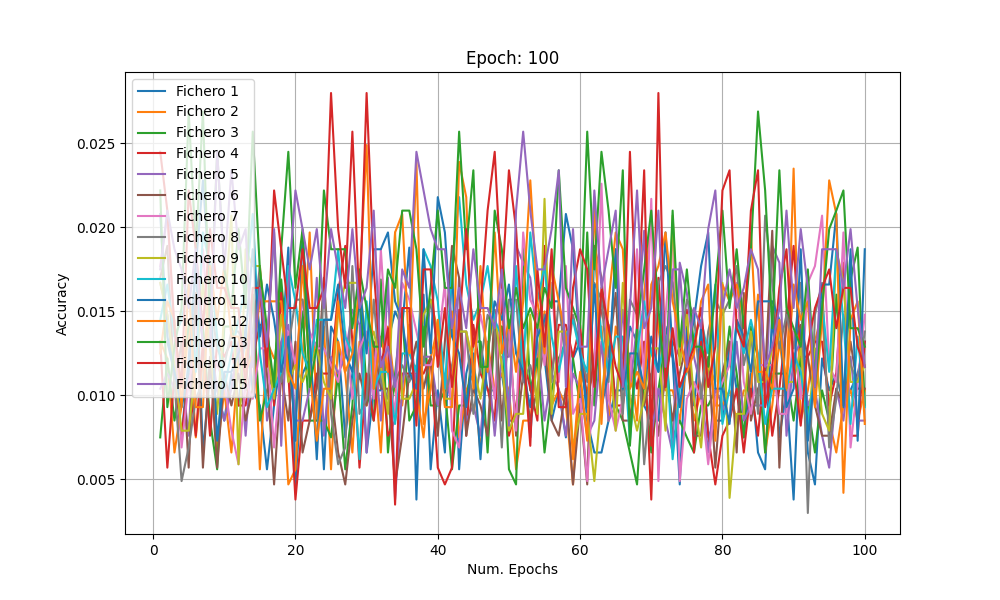 Epoch: 100
Accuracy
0.025
0.020
0.015
0.010
0.005
Fichero 1
Fichero 2
Fichero 3
Fichero 4
Fichero 5
Fichero 6
Fichero 7
Fichero 8
Fichero 9
Fichero 10
Fichero 11
Fichero 12
Fichero 13
Fichero 14
Fichero 15
0 20 40 60 80 100
Num. Epochs